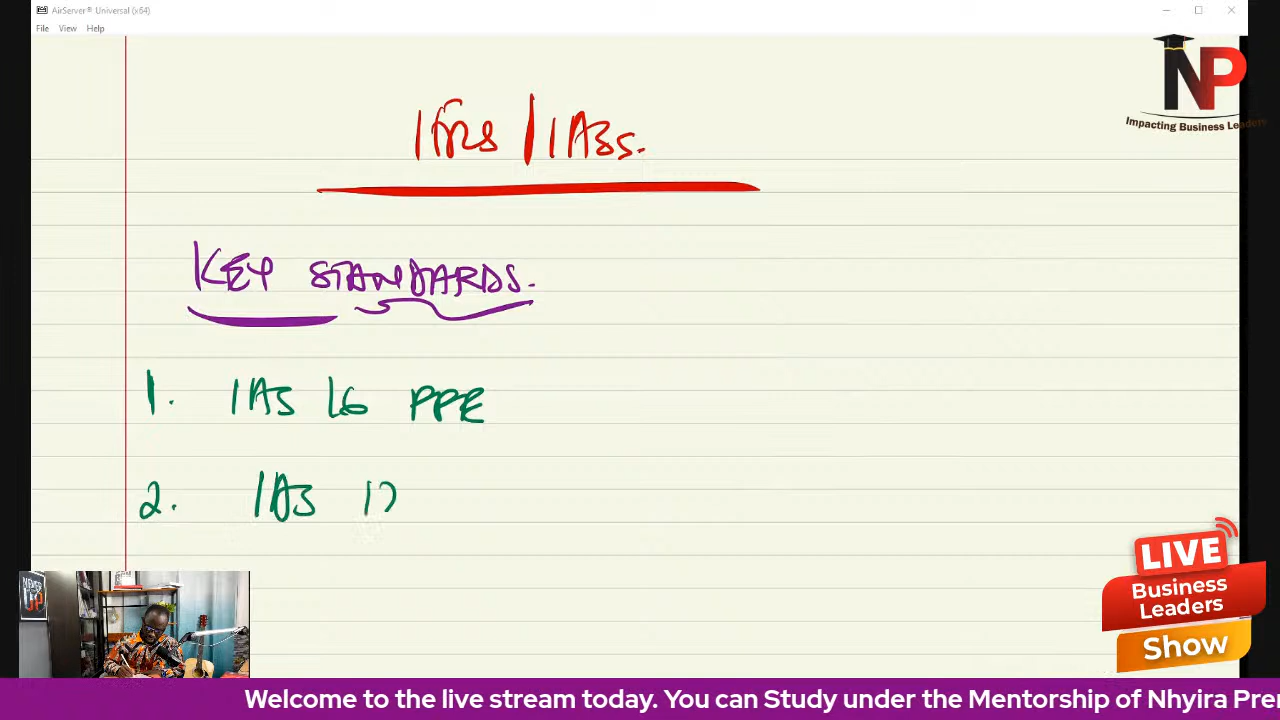 AirServer® Universal (x64)
File View Help
NP
Impacting Business Leaders
IFRS / IASs.
KEY STANDARDS.
1. IAS 16 PPE
2. IAS 17
LIVE
Business
Leaders
Show
Welcome to the live stream today. You can Study under the Mentorship of Nhyira Pre